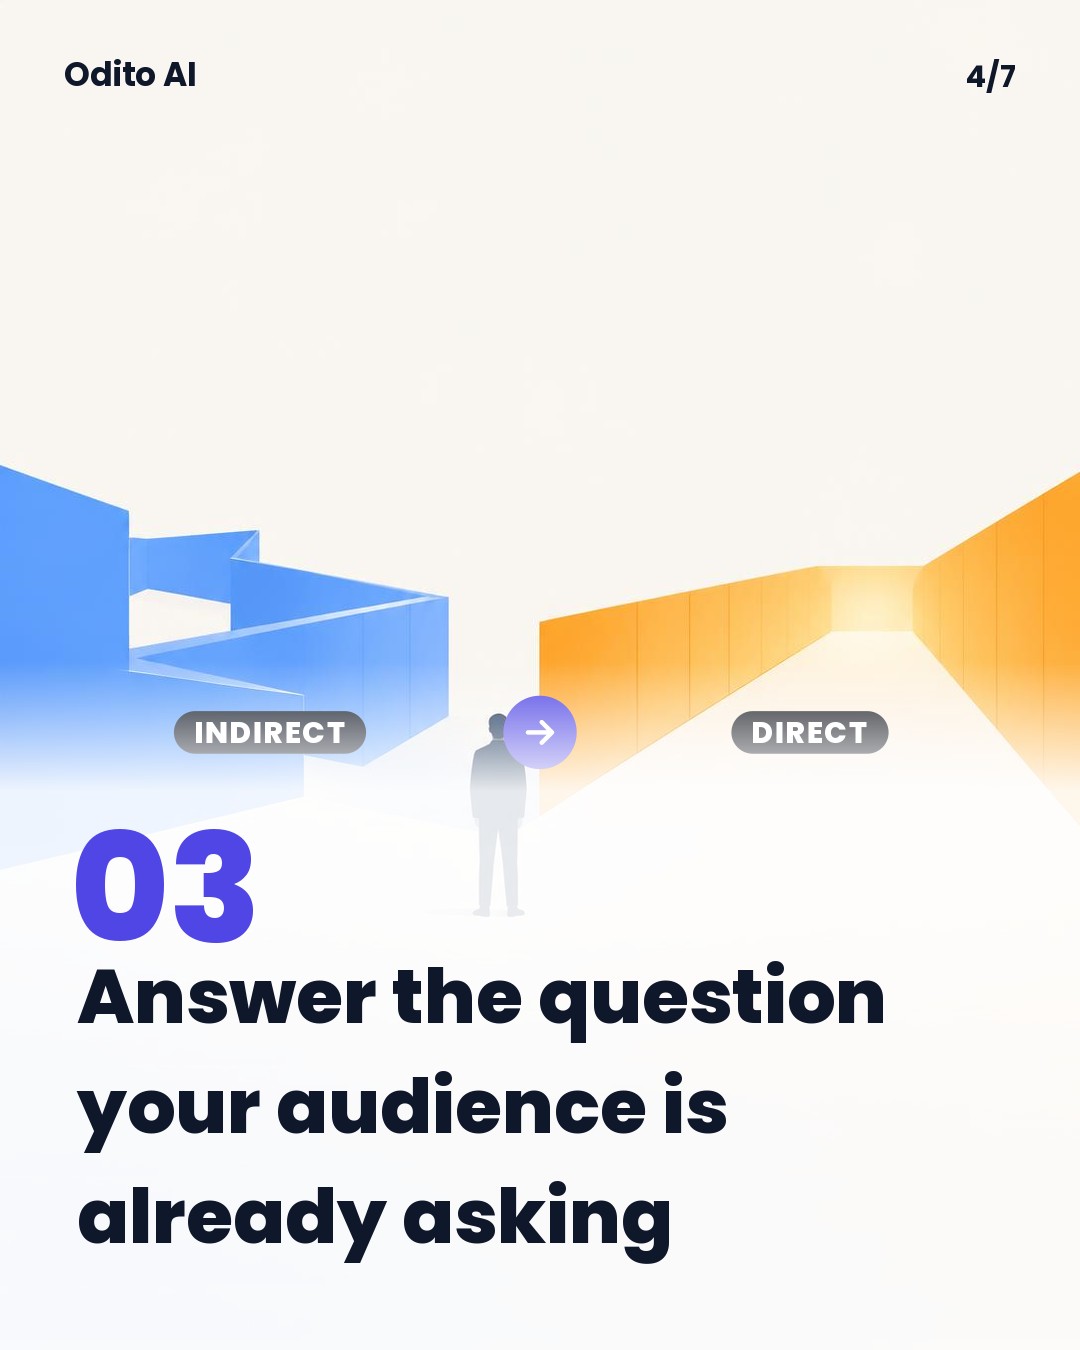 Odito AI
4/7
INDIRECT
DIRECT
03
Answer the question
your audience is
already asking